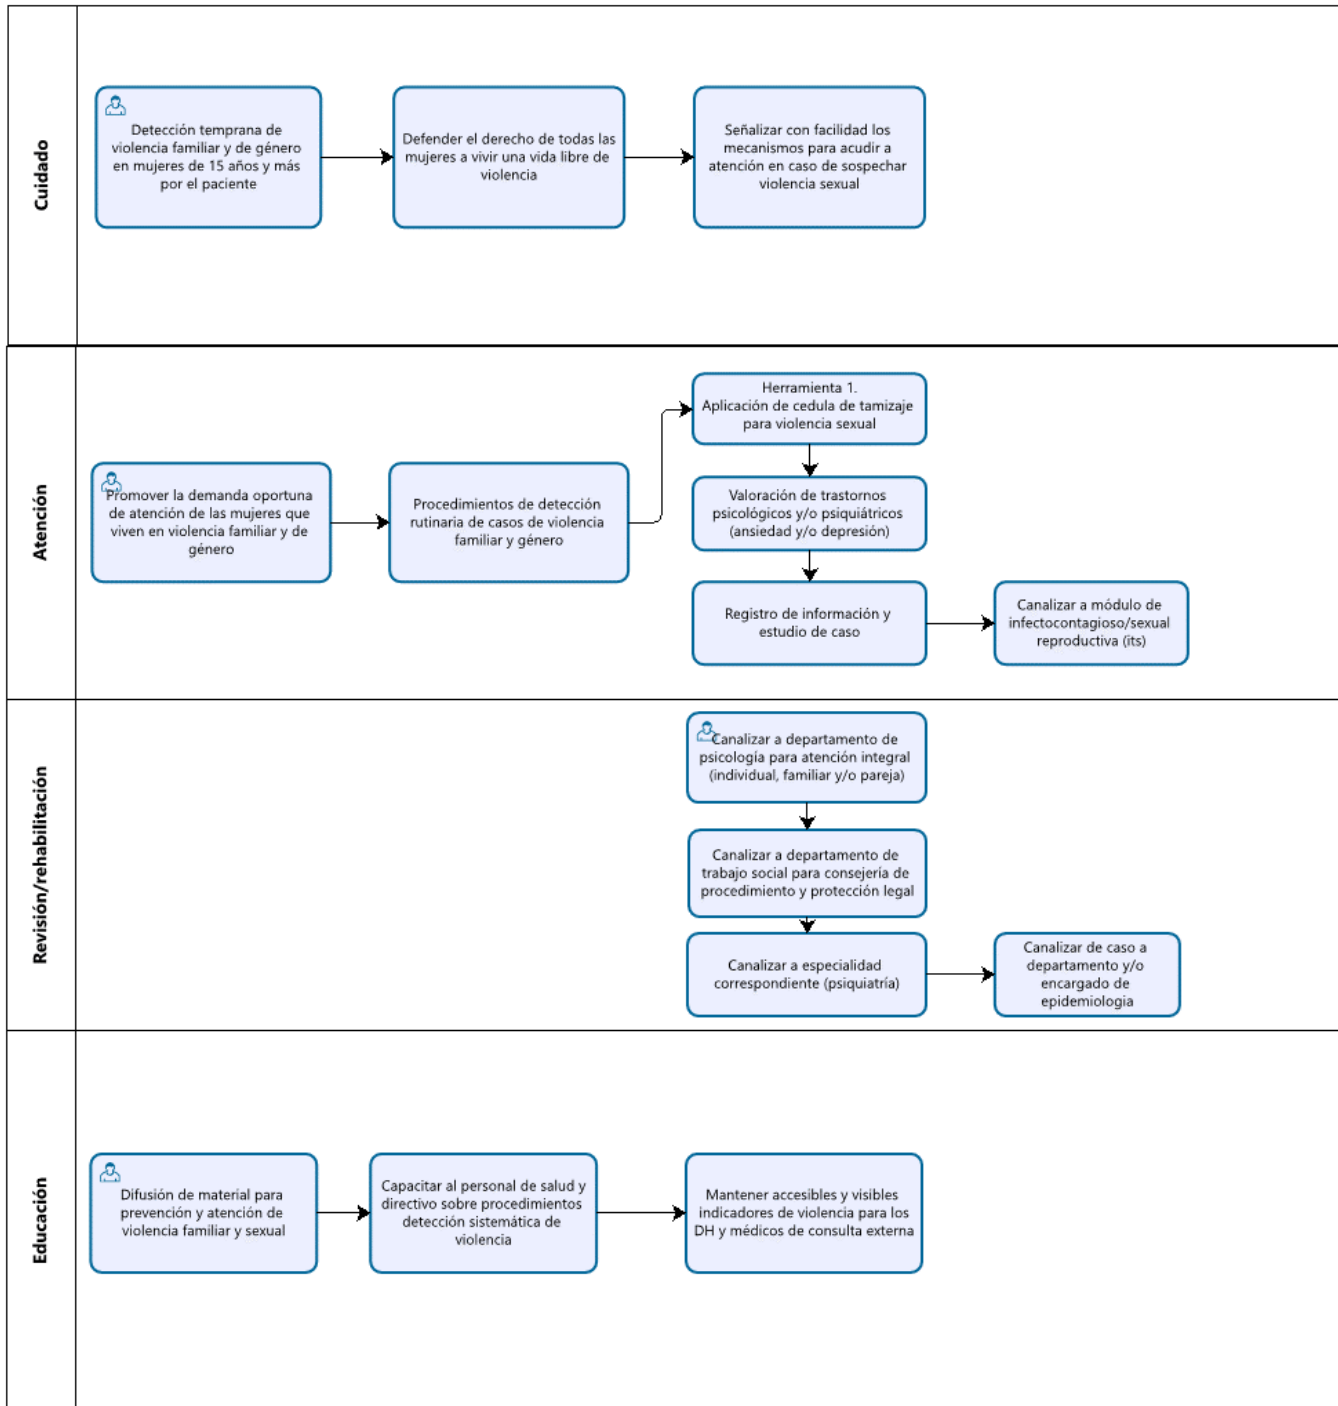 Cuidado
Detección temprana de
violencia familiar y de género
en mujeres de 15 años y más
por el paciente
Defender el derecho de todas las
mujeres a vivir una vida libre de
violencia
Señalizar con facilidad los
mecanismos para acudir a
atención en caso de sospechar
violencia sexual
Atención
Promover la demanda oportuna
de atención de las mujeres que
viven en violencia familiar y de
género
Procedimientos de detección
rutinaria de casos de violencia
familiar y género
Herramienta 1.
Aplicación de cedula de tamizaje
para violencia sexual
Valoración de trastornos
psicológicos y/o psiquiátricos
(ansiedad y/o depresión)
Registro de información y
estudio de caso
Canalizar a módulo de
infectocontagioso/sexual
reproductiva (its)
Revisión/rehabilitación
Canalizar a departamento de
psicología para atención integral
(individual, familiar y/o pareja)
Canalizar a departamento de
trabajo social para consejería de
procedimiento y protección legal
Canalizar a especialidad
correspondiente (psiquiatría)
Canalizar de caso a
departamento y/o
encargado de
epidemiologia
Educación
Difusión de material para
prevención y atención de
violencia familiar y sexual
Capacitar al personal de salud y
directivo sobre procedimientos
detección sistemática de
violencia
Mantener accesibles y visibles
indicadores de violencia para los
DH y médicos de consulta externa